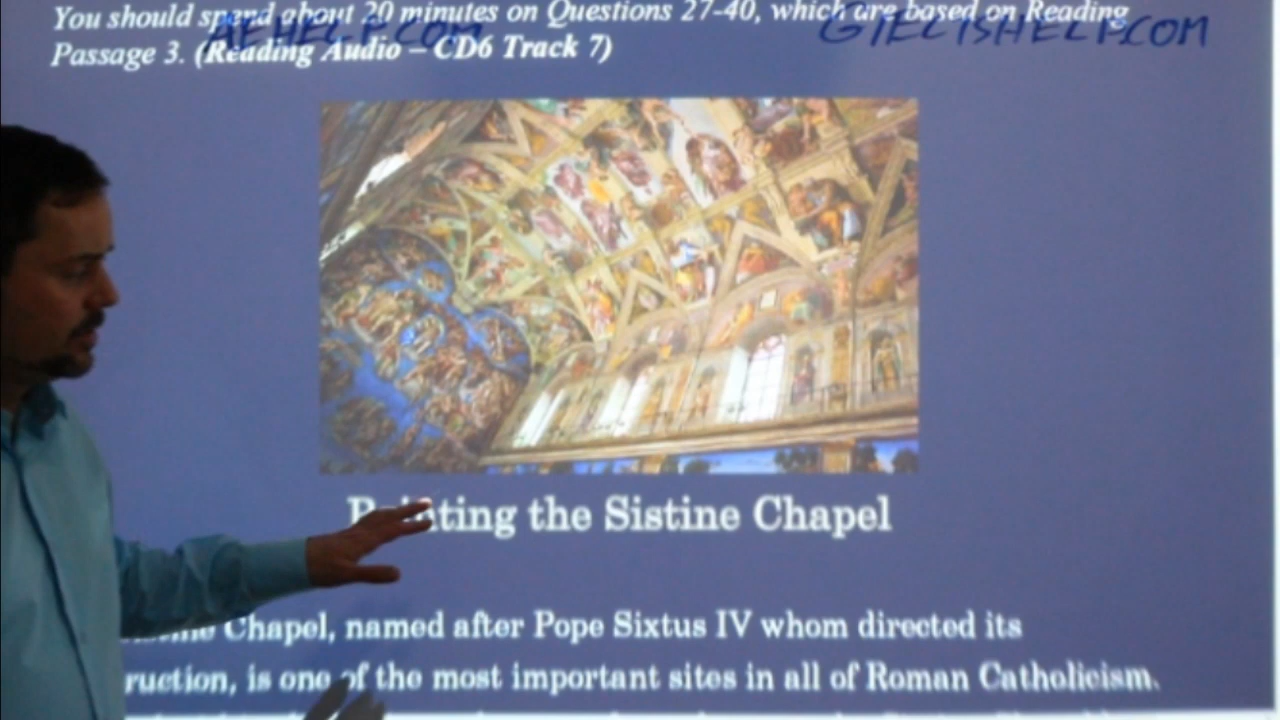 You should spend about 20 minutes on Questions 27-40, which are based on Reading
AEHELP.COM GIELTSHELP.COM
Passage 3. (Reading Audio – CD6 Track 7)
Painting the Sistine Chapel
Chapel, named after Pope Sixtus IV whom directed its
ruction, is one of the most important sites in all of Roman Catholicism.